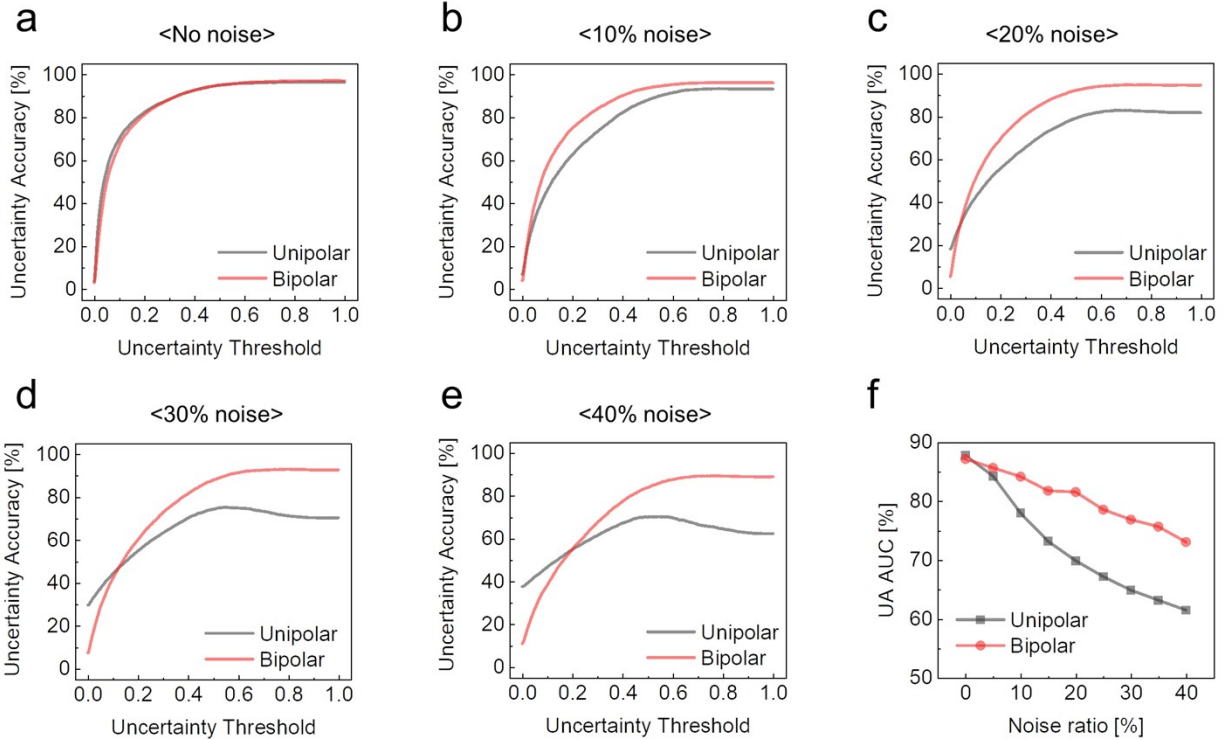 a
<No noise>
Uncertainty Accuracy [%]
100
80
60
40
20
0
Unipolar
Bipolar
0.0 0.2 0.4 0.6 0.8 1.0
Uncertainty Threshold
b
<10% noise>
Uncertainty Accuracy [%]
100
80
60
40
20
0
Unipolar
Bipolar
0.0 0.2 0.4 0.6 0.8 1.0
Uncertainty Threshold
c
<20% noise>
Uncertainty Accuracy [%]
100
80
60
40
20
0
Unipolar
Bipolar
0.0 0.2 0.4 0.6 0.8 1.0
Uncertainty Threshold
d
<30% noise>
Uncertainty Accuracy [%]
100
80
60
40
20
0
Unipolar
Bipolar
0.0 0.2 0.4 0.6 0.8 1.0
Uncertainty Threshold
e
<40% noise>
Uncertainty Accuracy [%]
100
80
60
40
20
0
Unipolar
Bipolar
0.0 0.2 0.4 0.6 0.8 1.0
Uncertainty Threshold
f
UA AUC [%]
90
80
70
60
50
Unipolar
Bipolar
0 10 20 30 40
Noise ratio [%]